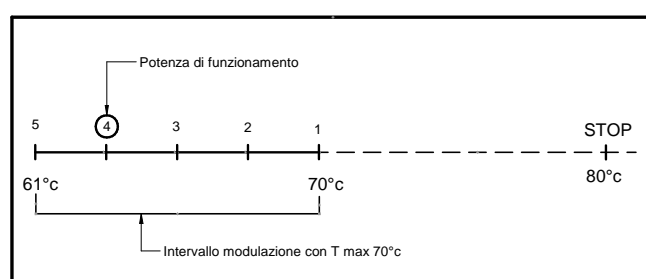 Potenza di funzionamento
5 4 3 2 1 STOP
61°c 70°c 80°c
Intervallo modulazione con T max 70°c